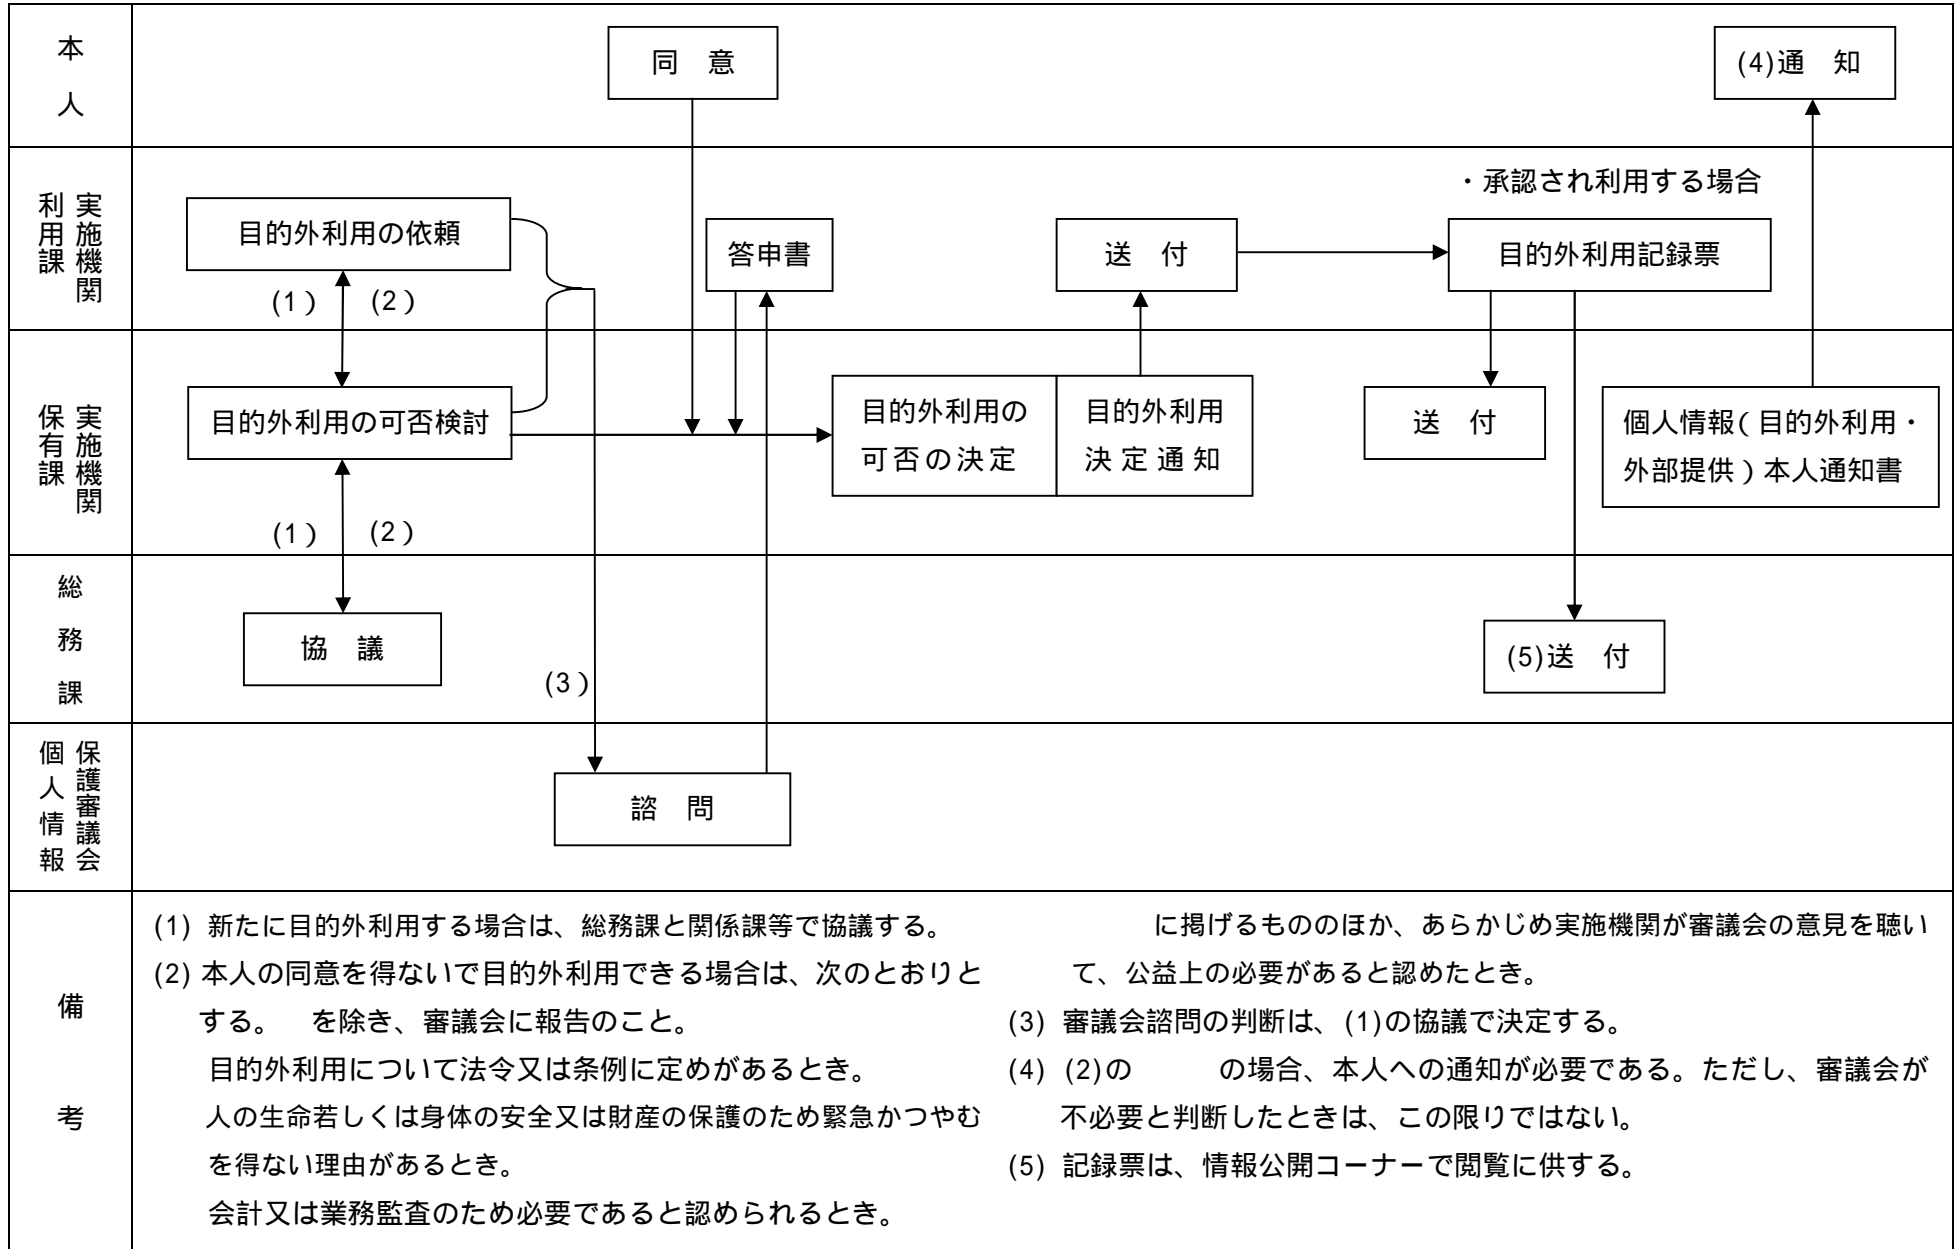 本
人
同　意
(4)通　知
実施機関
利用課
・承認され利用する場合
目的外利用の依頼
答申書
送　付
目的外利用記録票
(1)　(2)
実施機関
保有課
目的外利用の可否検討
目的外利用の
可否の決定
目的外利用
決定通知
送　付
個人情報(目的外利用・
外部提供)本人通知書
(1)　(2)
総
務
課
協　議
(3)
(5)送　付
個人情報
保護審議会
諮　問
備
考
(1) 新たに目的外利用する場合は、総務課と関係課等で協議する。
(2) 本人の同意を得ないで目的外利用できる場合は、次のとおりと
する。　を除き、審議会に報告のこと。
目的外利用について法令又は条例に定めがあるとき。
人の生命若しくは身体の安全又は財産の保護のため緊急かつやむ
を得ない理由があるとき。
会計又は業務監査のため必要であると認められるとき。
に掲げるもののほか、あらかじめ実施機関が審議会の意見を聴い
て、公益上の必要があると認めたとき。
(3) 審議会諮問の判断は、(1)の協議で決定する。
(4) (2)の　　　の場合、本人への通知が必要である。ただし、審議会が
不必要と判断したときは、この限りではない。
(5) 記録票は、情報公開コーナーで閲覧に供する。